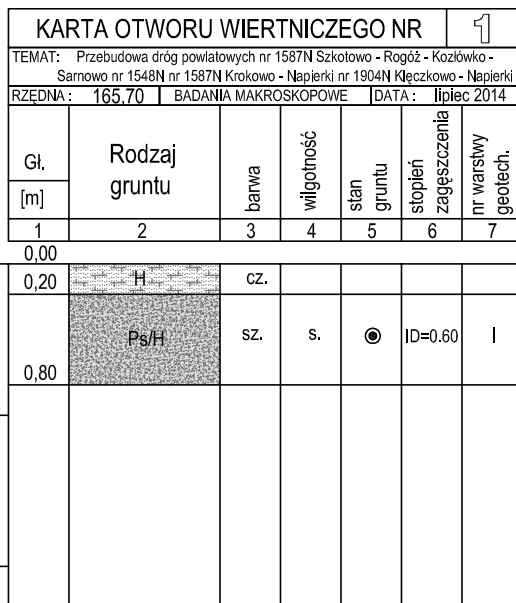 KARTA OTWORU WIERTNICZEGO NR 1
TEMAT: Przebudowa dróg powlatowych nr 1587N Szkotowo - Rogóż - Kozłówko -
Sarnowo nr 1548N nr 1587N Krokowo - Napierki nr 1904N Klęczkowo - Napierki
RZĘDNA: 165,70 BADANIA MAKROSKOPOWE DATA: lipiec 2014
Gł.
[m]
Rodzaj
gruntu
barwa
wilgotność
stan
gruntu
stopień
zagęszczenia
nr warstwy
geotech.
1 2 3 4 5 6 7
0,00
0,20 H cz.
Ps/H sz. s. ID=0.60 I
0,80